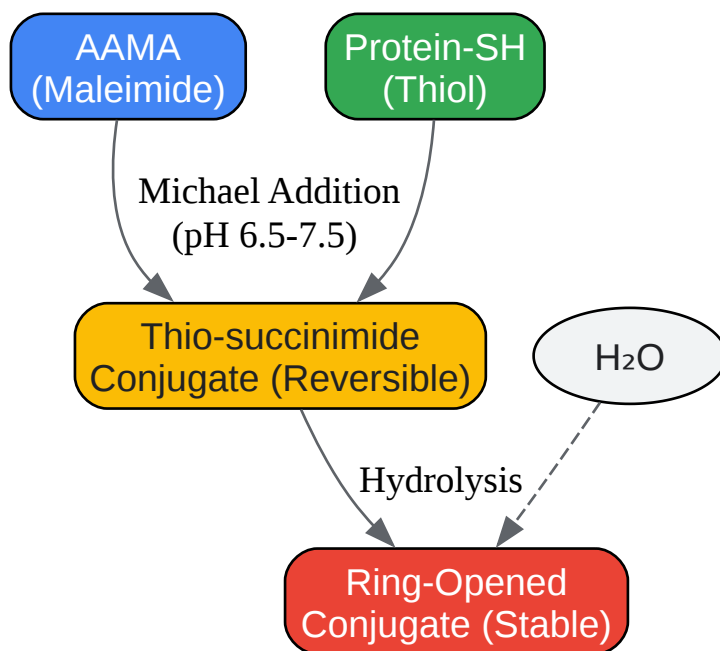 AAMA
(Maleimide)
Protein-SH
(Thiol)
Michael Addition
(pH 6.5-7.5)
Thio-succinimide
Conjugate (Reversible)
H₂O
Hydrolysis
Ring-Opened
Conjugate (Stable)